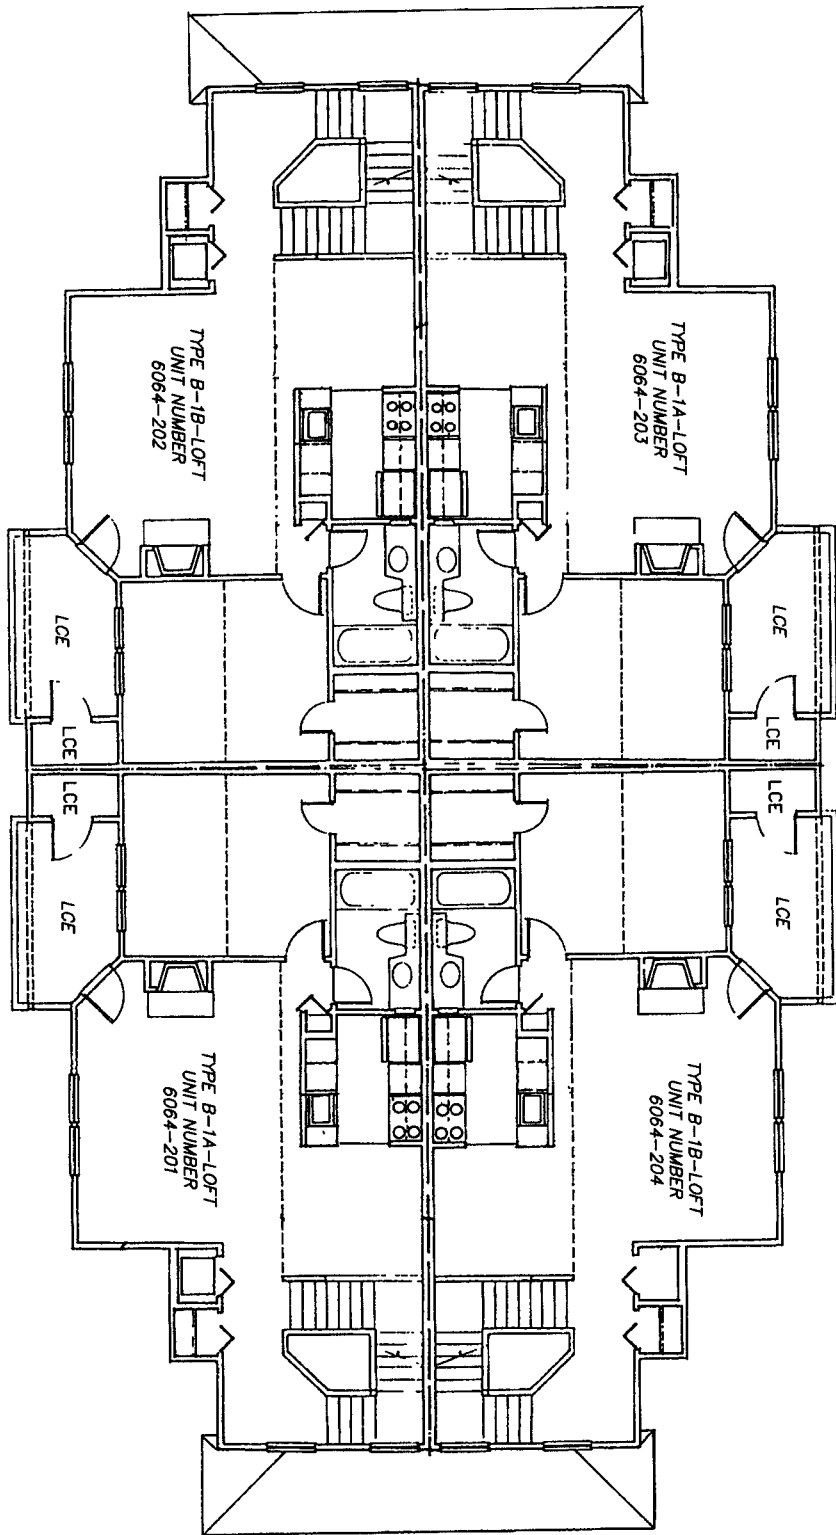 TYPE B-1B-LOFT
UNIT NUMBER
6064-202
TYPE B-1A-LOFT
UNIT NUMBER
6064-203
LCE
LCE
LCE
LCE
LCE
LCE
LCE
LCE
TYPE B-1A-LOFT
UNIT NUMBER
6064-201
TYPE B-1B-LOFT
UNIT NUMBER
6064-204